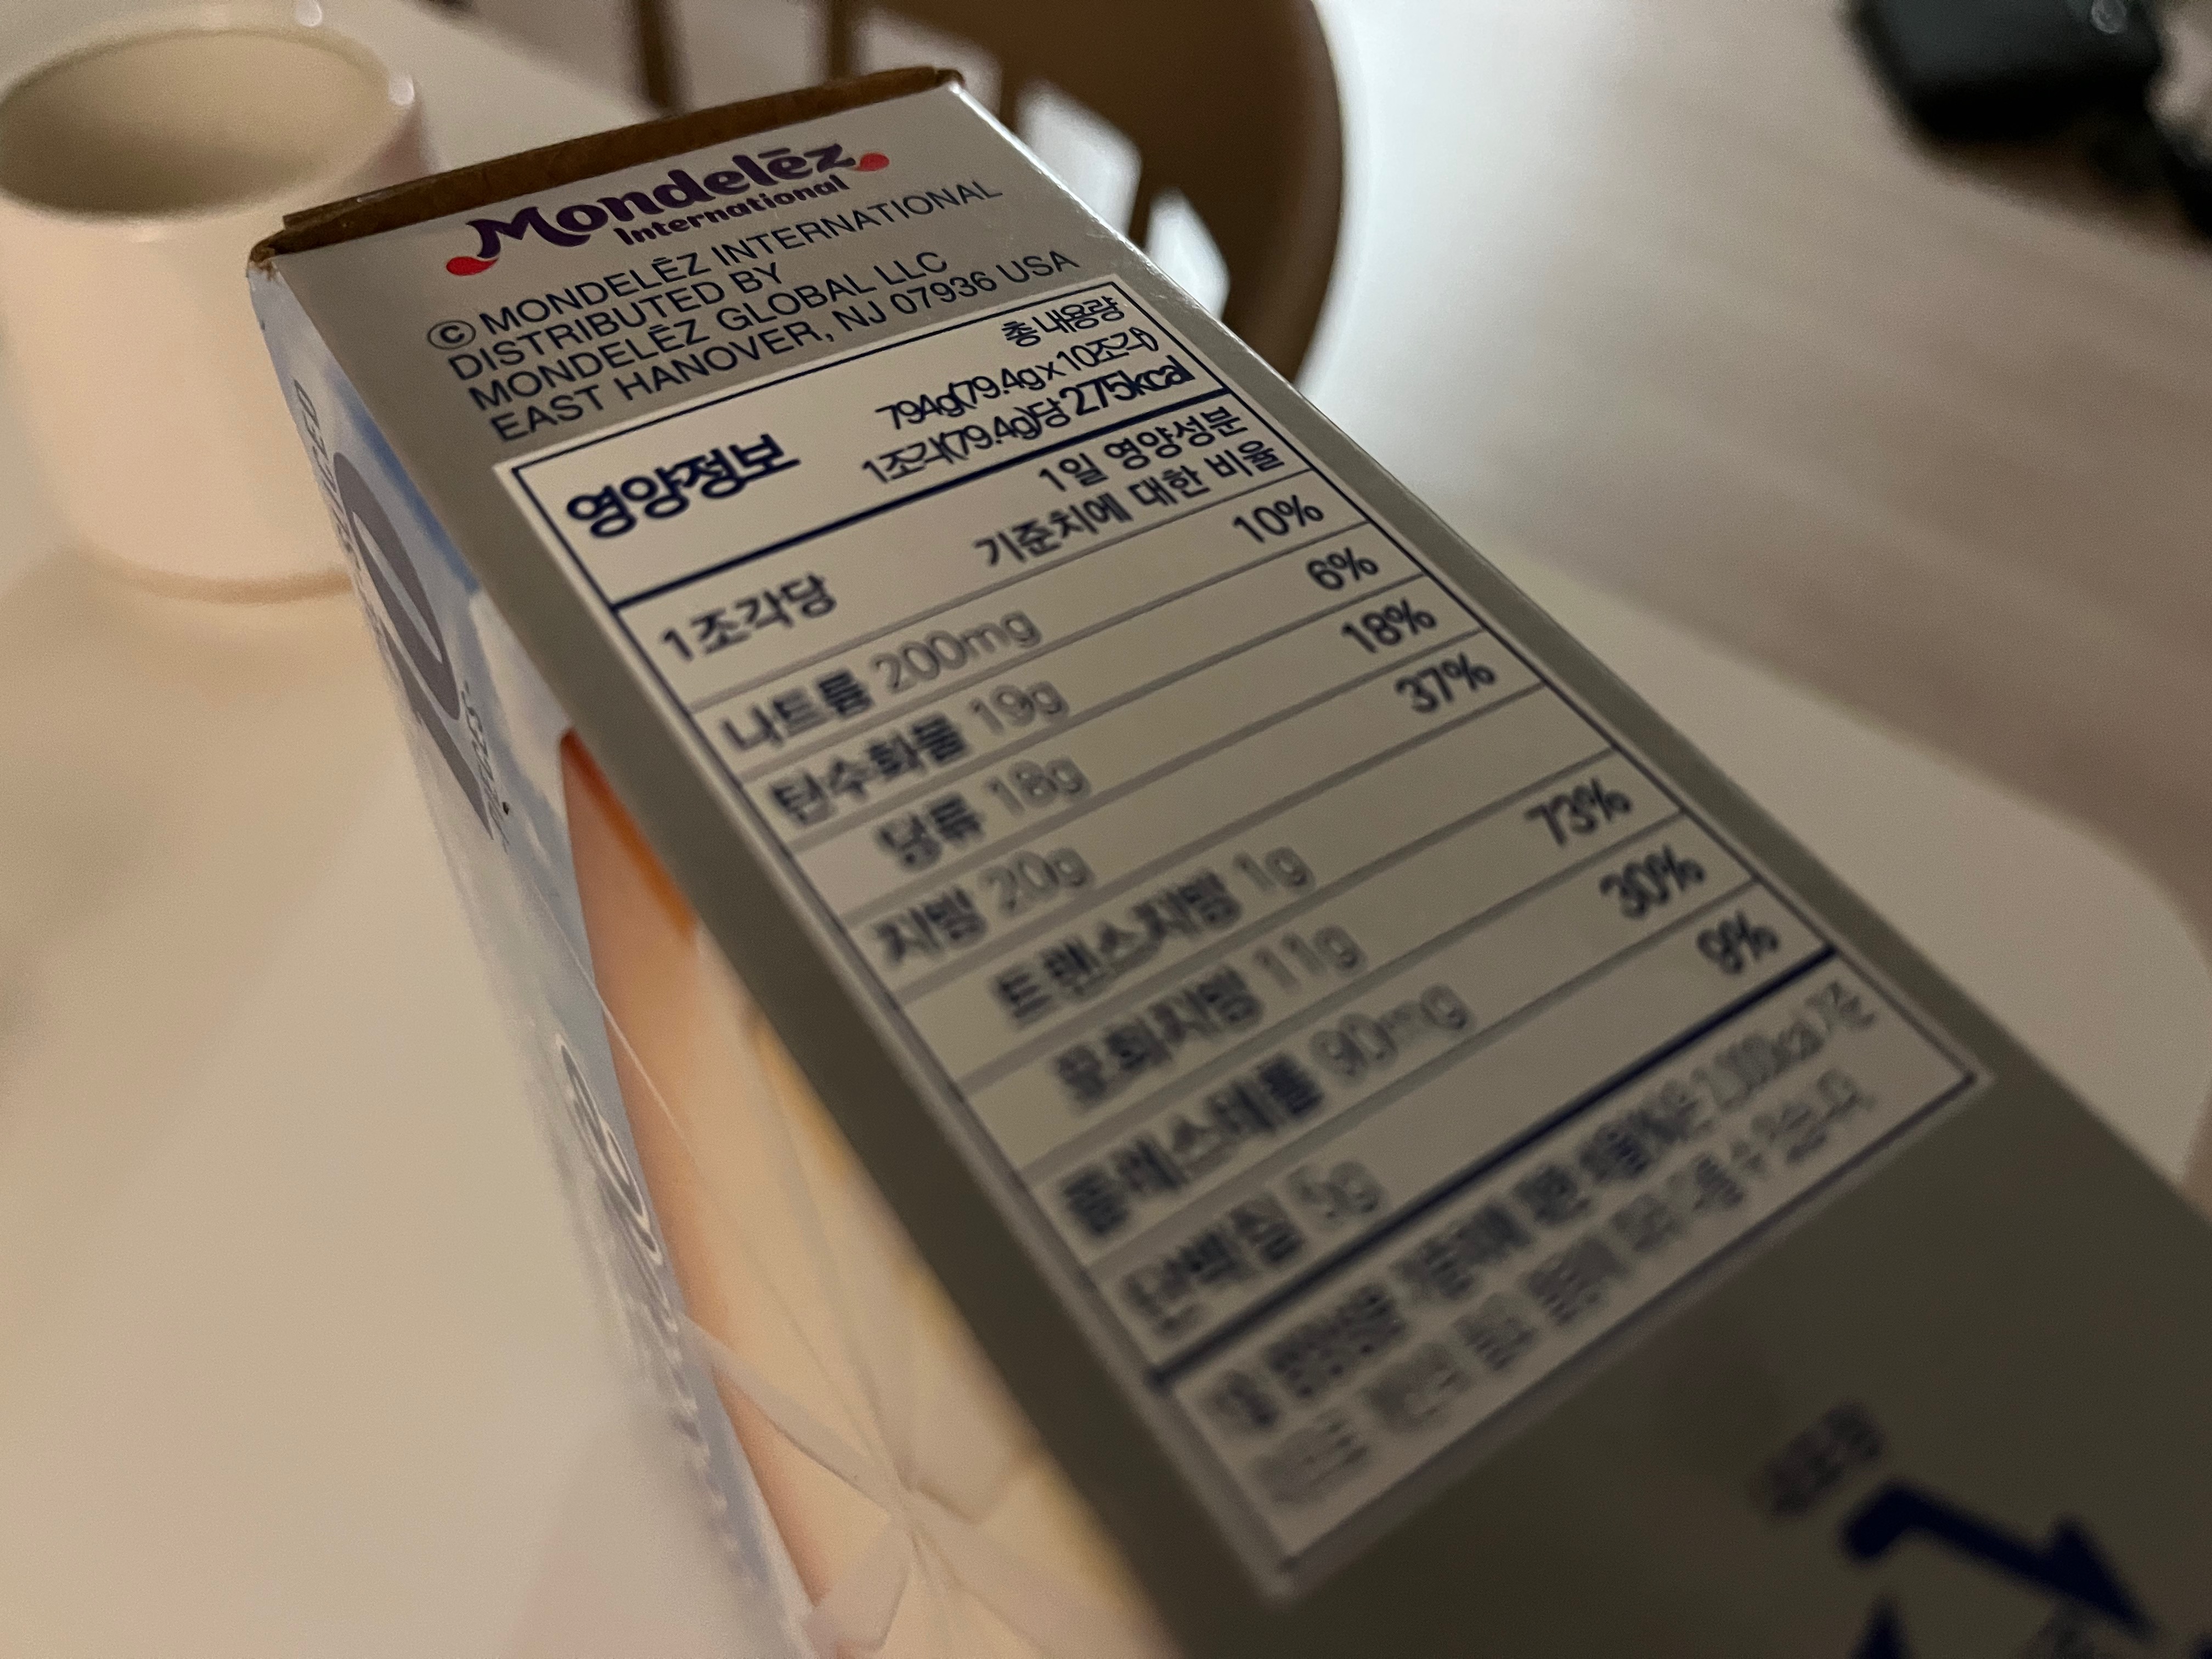 Mondelēz
International
© MONDELĒZ INTERNATIONAL
DISTRIBUTED BY
MONDELĒZ GLOBAL LLC
EAST HANOVER, NJ 07936 USA
영양정보
총 내용량
794g(79.4g x 10조각)
1조각(79.4g)당 275kcal
1조각당
1일 영양성분
기준치에 대한 비율
나트륨 200mg 10%
탄수화물 19g 6%
당류 18g 18%
지방 20g 37%
트랜스지방 1g
포화지방 11g 73%
콜레스테롤 90mg 30%
단백질 5g 9%